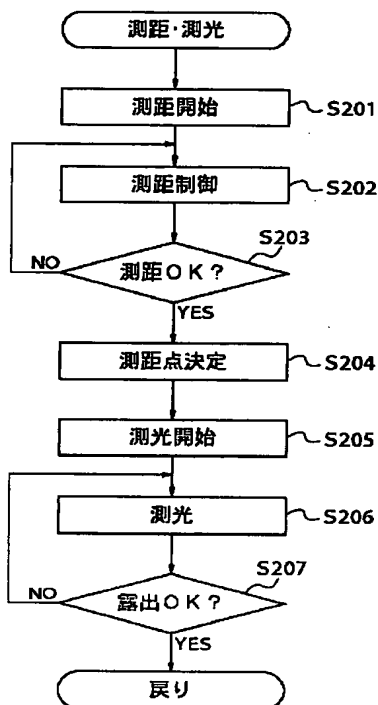 測距・測光
測距開始
S201
測距制御
S202
S203
測距OK?
NO
YES
測距点決定
S204
測光開始
S205
測光
S206
S207
露出OK?
NO
YES
戻り